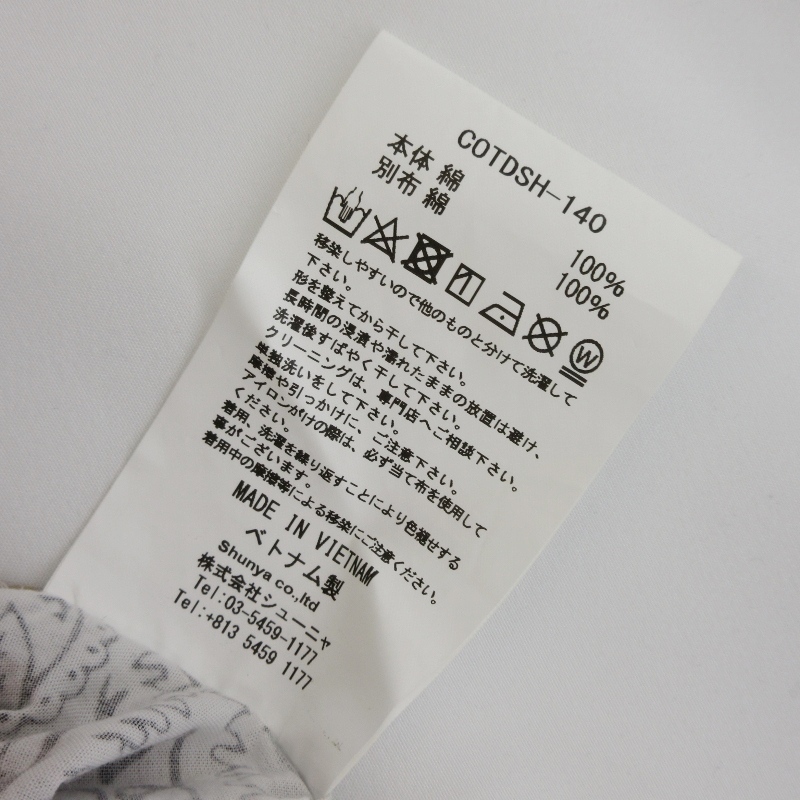 COTDSH-140
本体 綿 100%
別布 綿 100%
W
移染しやすいので他のものと分けて洗濯して
下さい。
形を整えてから干して下さい。
長時間の浸漬や濡れたままの放置は避け、
洗濯後すばやく干して下さい。
クリーニングは、専門店へご相談下さい。
単独洗いをして下さい。
摩擦や引っかけに、ご注意下さい。
アイロンがけの際は、必ず当て布を使用して
ください。
着用、洗濯を繰り返すことにより色褪せする
事がございます。
着用中の摩擦等による移染にご注意ください。
MADE IN VIETNAM
ベトナム製
Shunya co.,ltd
株式会社シューニャ
Tel:03-5459-1177
Tel:+813 5459 1177